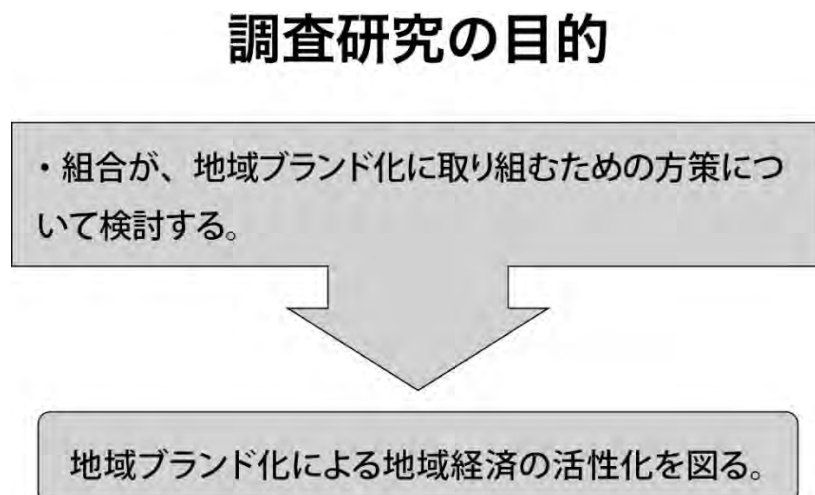 調査研究の目的
・組合が、地域ブランド化に取り組むための方策につ
いて検討する。
地域ブランド化による地域経済の活性化を図る。